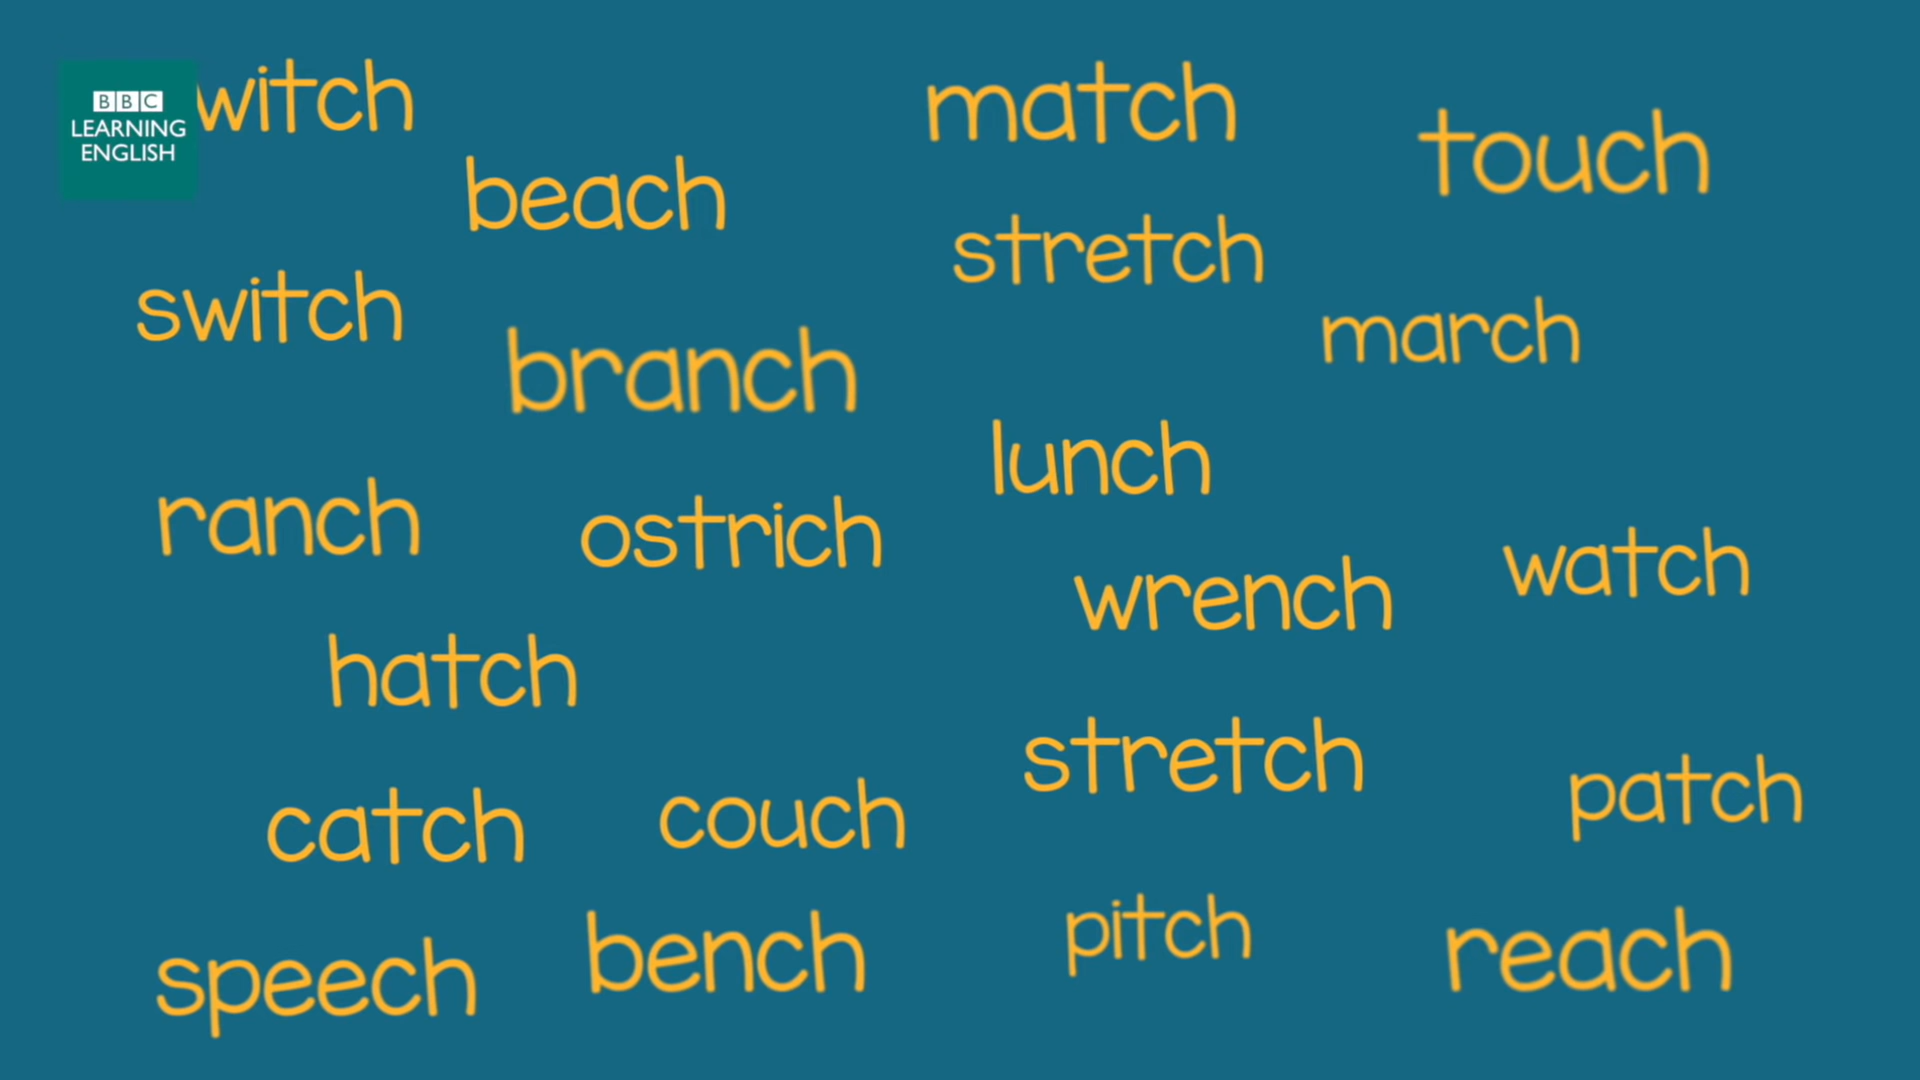 BBC
LEARNING
ENGLISH
witch
match
touch
beach
stretch
switch
march
branch
lunch
ranch
ostrich
watch
wrench
hatch
stretch
patch
catch
couch
pitch
bench
reach
speech